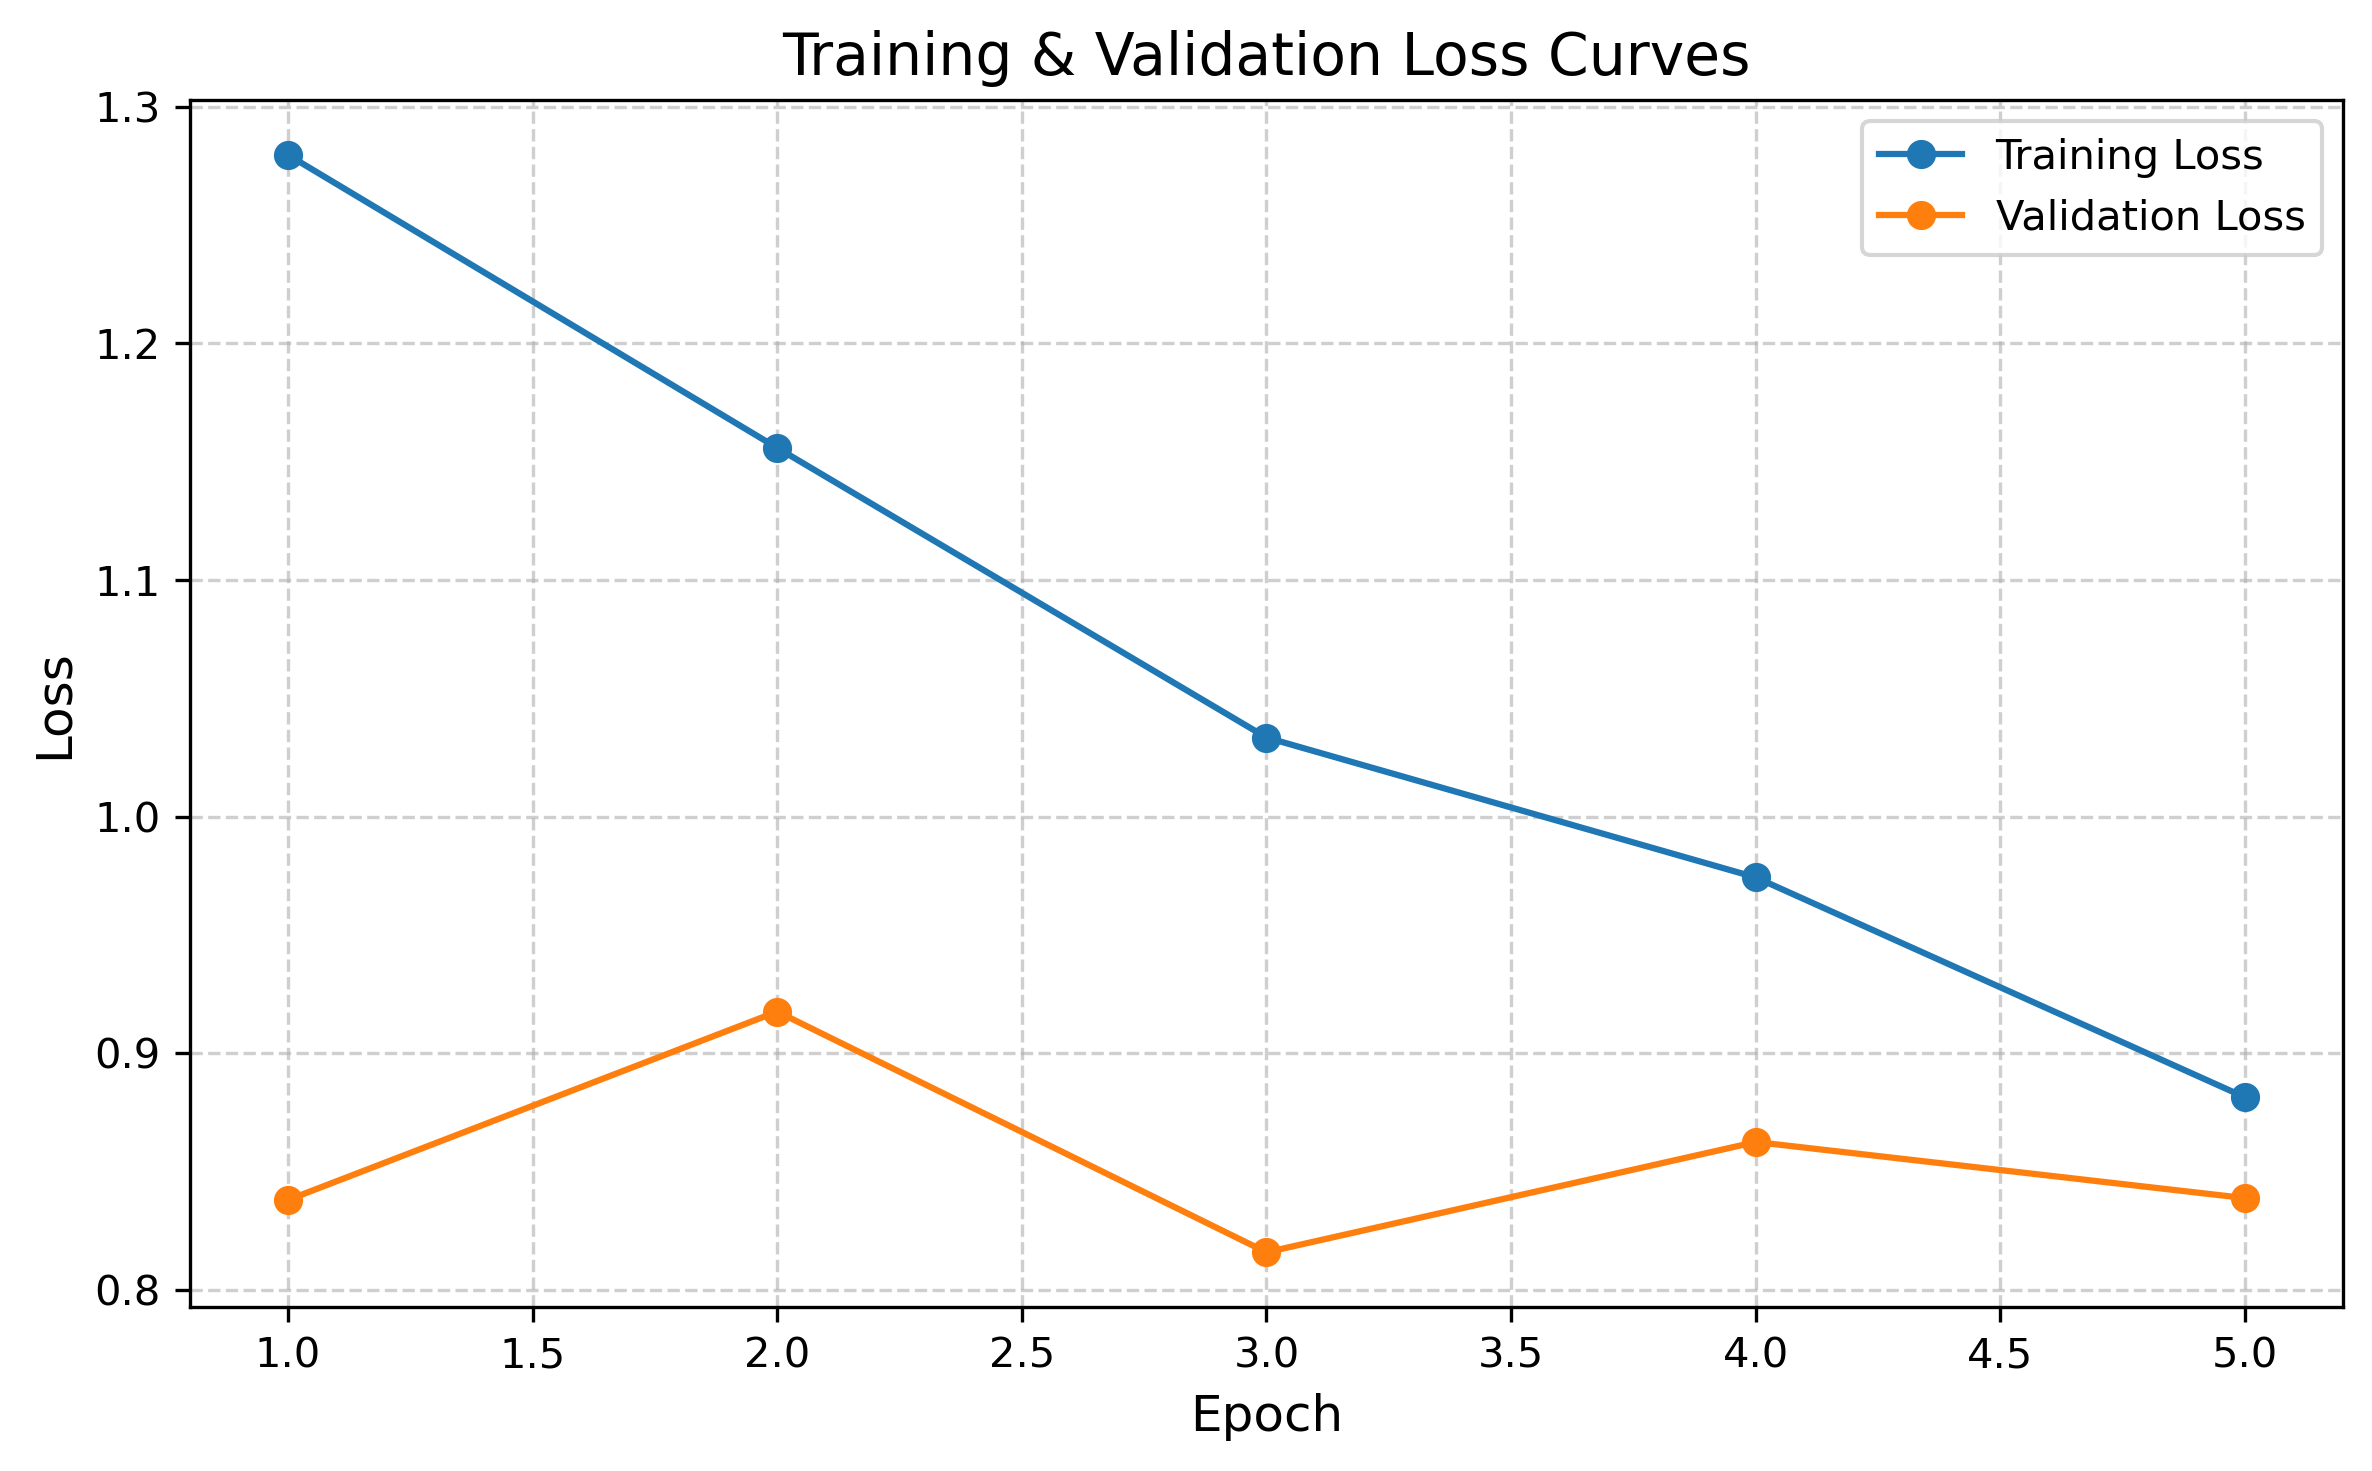 Training & Validation Loss Curves
Training Loss
Validation Loss
Loss
1.3
1.2
1.1
1.0
0.9
0.8
1.0 1.5 2.0 2.5 3.0 3.5 4.0 4.5 5.0
Epoch